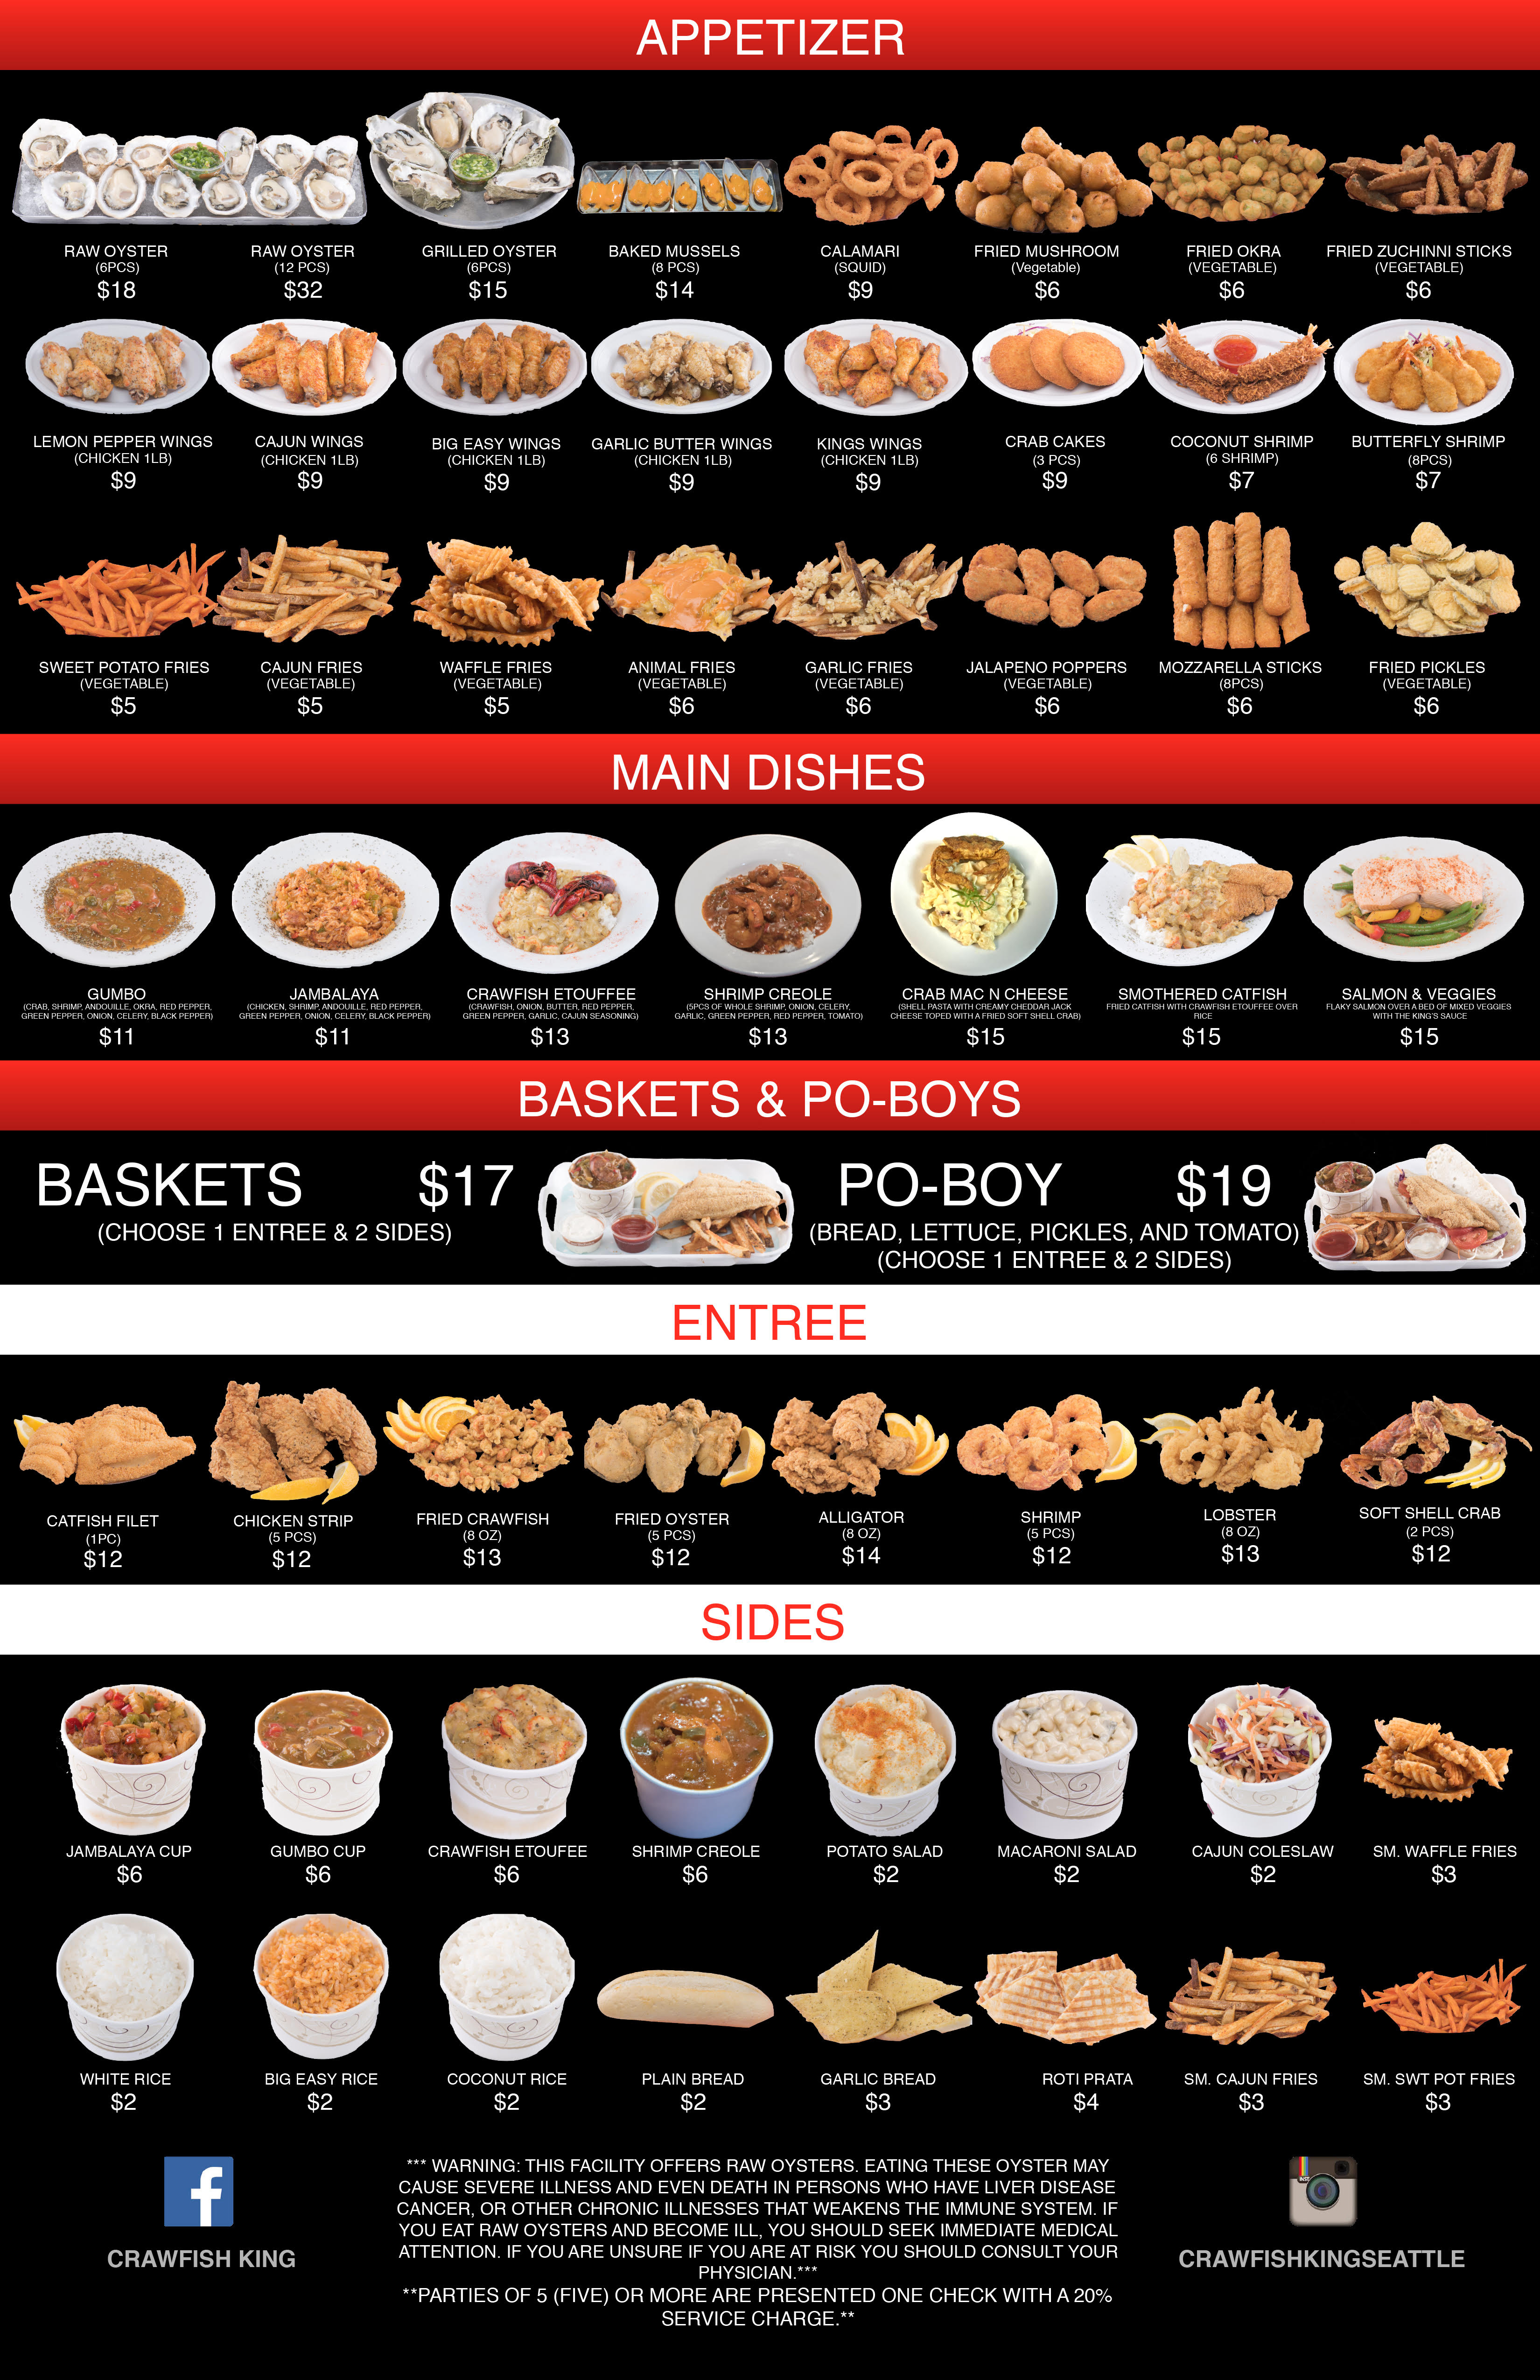 APPETIZER
RAW OYSTER
(6PCS)
$18
RAW OYSTER
(12 PCS)
$32
GRILLED OYSTER
(6PCS)
$15
BAKED MUSSELS
(8 PCS)
$14
CALAMARI
(SQUID)
$9
FRIED MUSHROOM
(Vegetable)
$6
FRIED OKRA
(VEGETABLE)
$6
FRIED ZUCHINNI STICKS
(VEGETABLE)
$6
LEMON PEPPER WINGS
(CHICKEN 1LB)
$9
CAJUN WINGS
(CHICKEN 1LB)
$9
BIG EASY WINGS
(CHICKEN 1LB)
$9
GARLIC BUTTER WINGS
(CHICKEN 1LB)
$9
KINGS WINGS
(CHICKEN 1LB)
$9
CRAB CAKES
(3 PCS)
$9
COCONUT SHRIMP
(6 SHRIMP)
$7
BUTTERFLY SHRIMP
(8PCS)
$7
SWEET POTATO FRIES
(VEGETABLE)
$5
CAJUN FRIES
(VEGETABLE)
$5
WAFFLE FRIES
(VEGETABLE)
$5
ANIMAL FRIES
(VEGETABLE)
$6
GARLIC FRIES
(VEGETABLE)
$6
JALAPENO POPPERS
(VEGETABLE)
$6
MOZZARELLA STICKS
(8PCS)
$6
FRIED PICKLES
(VEGETABLE)
$6
MAIN DISHES
GUMBO
(CRAB, SHRIMP, ANDOUILLE, OKRA, RED PEPPER,
GREEN PEPPER, ONION, CELERY, BLACK PEPPER)
$11
JAMBALAYA
(CHICKEN, SHRIMP, ANDOUILLE, RED PEPPER,
GREEN PEPPER, ONION, CELERY, BLACK PEPPER)
$11
CRAWFISH ETOUFFEE
(CRAWFISH, ONION, BUTTER, RED PEPPER,
GREEN PEPPER, GARLIC, CAJUN SEASONING)
$13
SHRIMP CREOLE
(5PCS OF WHOLE SHRIMP, ONION, CELERY,
GARLIC, GREEN PEPPER, RED PEPPER, TOMATO)
$13
CRAB MAC N CHEESE
(SHELL PASTA WITH CREAMY CHEDDAR JACK
CHEESE TOPED WITH A FRIED SOFT SHELL CRAB)
$15
SMOTHERED CATFISH
FRIED CATFISH WITH CRAWFISH ETOUFFEE OVER
RICE
$15
SALMON & VEGGIES
FLAKY SALMON OVER A BED OF MIXED VEGGIES
WITH THE KING'S SAUCE
$15
BASKETS & PO-BOYS
BASKETS $17
(CHOOSE 1 ENTREE & 2 SIDES)
PO-BOY $19
(BREAD, LETTUCE, PICKLES, AND TOMATO)
(CHOOSE 1 ENTREE & 2 SIDES)
ENTREE
CATFISH FILET
(1PC)
$12
CHICKEN STRIP
(5 PCS)
$12
FRIED CRAWFISH
(8 OZ)
$13
FRIED OYSTER
(5 PCS)
$12
ALLIGATOR
(8 OZ)
$14
SHRIMP
(5 PCS)
$12
LOBSTER
(8 OZ)
$13
SOFT SHELL CRAB
(2 PCS)
$12
SIDES
JAMBALAYA CUP
$6
GUMBO CUP
$6
CRAWFISH ETOUFEE
$6
SHRIMP CREOLE
$6
POTATO SALAD
$2
MACARONI SALAD
$2
CAJUN COLESLAW
$2
SM. WAFFLE FRIES
$3
WHITE RICE
$2
BIG EASY RICE
$2
COCONUT RICE
$2
PLAIN BREAD
$2
GARLIC BREAD
$3
ROTI PRATA
$4
SM. CAJUN FRIES
$3
SM. SWT POT FRIES
$3
CRAWFISH KING
*** WARNING: THIS FACILITY OFFERS RAW OYSTERS. EATING THESE OYSTER MAY
CAUSE SEVERE ILLNESS AND EVEN DEATH IN PERSONS WHO HAVE LIVER DISEASE
CANCER, OR OTHER CHRONIC ILLNESSES THAT WEAKENS THE IMMUNE SYSTEM. IF
YOU EAT RAW OYSTERS AND BECOME ILL, YOU SHOULD SEEK IMMEDIATE MEDICAL
ATTENTION. IF YOU ARE UNSURE IF YOU ARE AT RISK YOU SHOULD CONSULT YOUR
PHYSICIAN.***
**PARTIES OF 5 (FIVE) OR MORE ARE PRESENTED ONE CHECK WITH A 20%
SERVICE CHARGE.**
CRAWFISHKINGSEATTLE